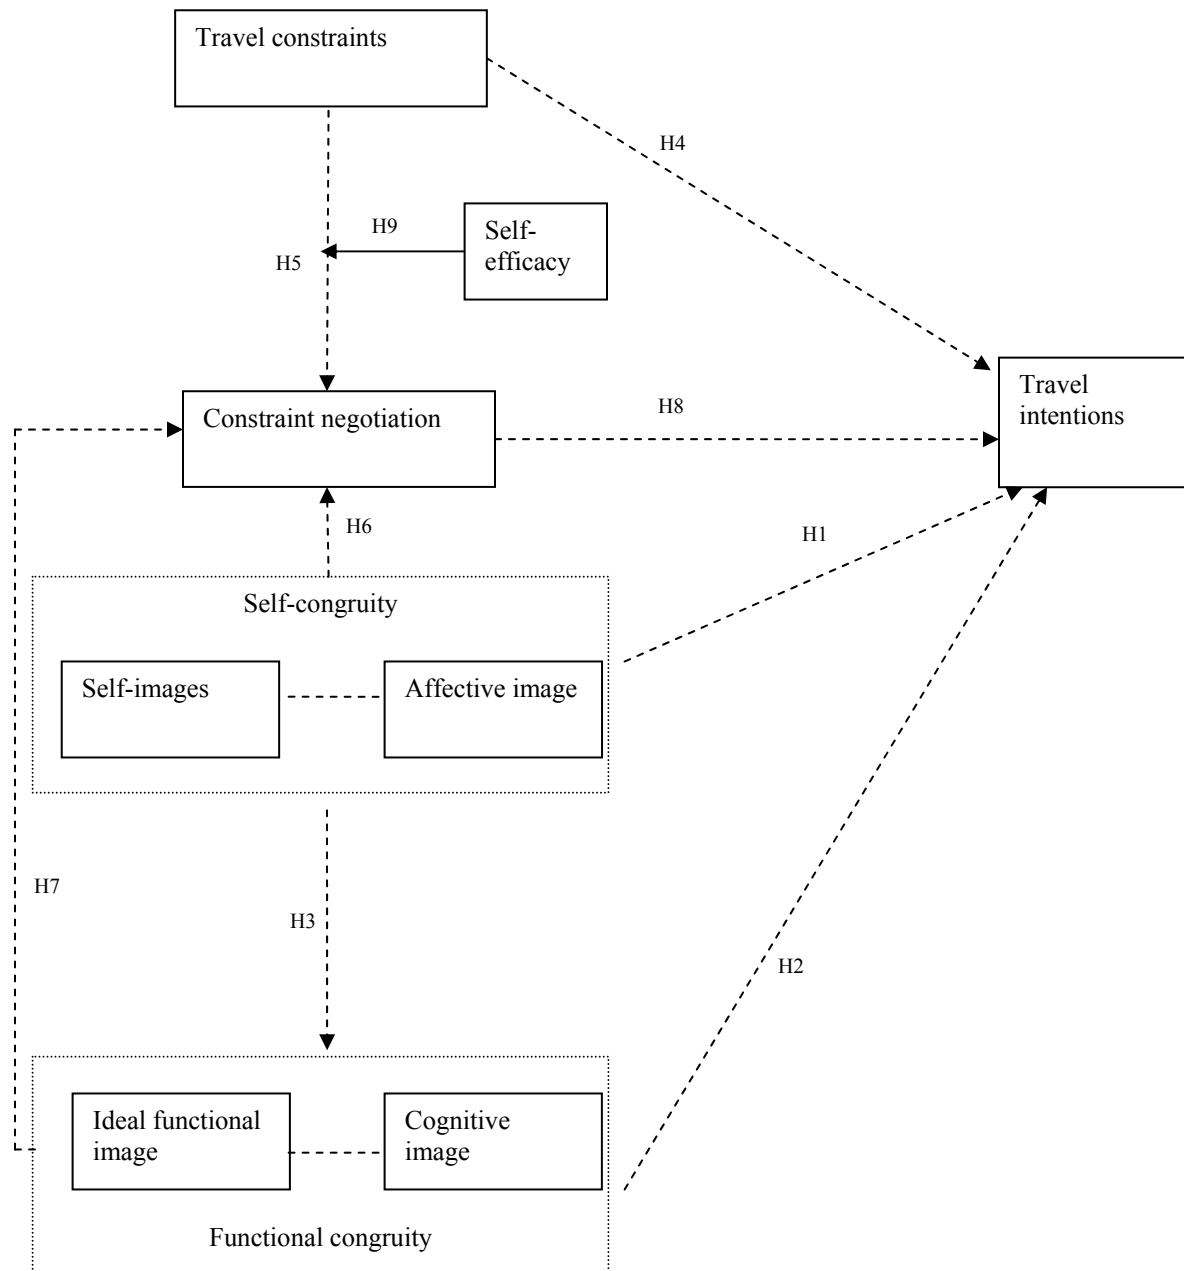 Travel constraints
H4
H9
Self-
efficacy
H5
Travel
intentions
Constraint negotiation
H8
H6
H1
Self-congruity
Self-images
Affective image
H7
H3
H2
Ideal functional
image
Cognitive
image
Functional congruity